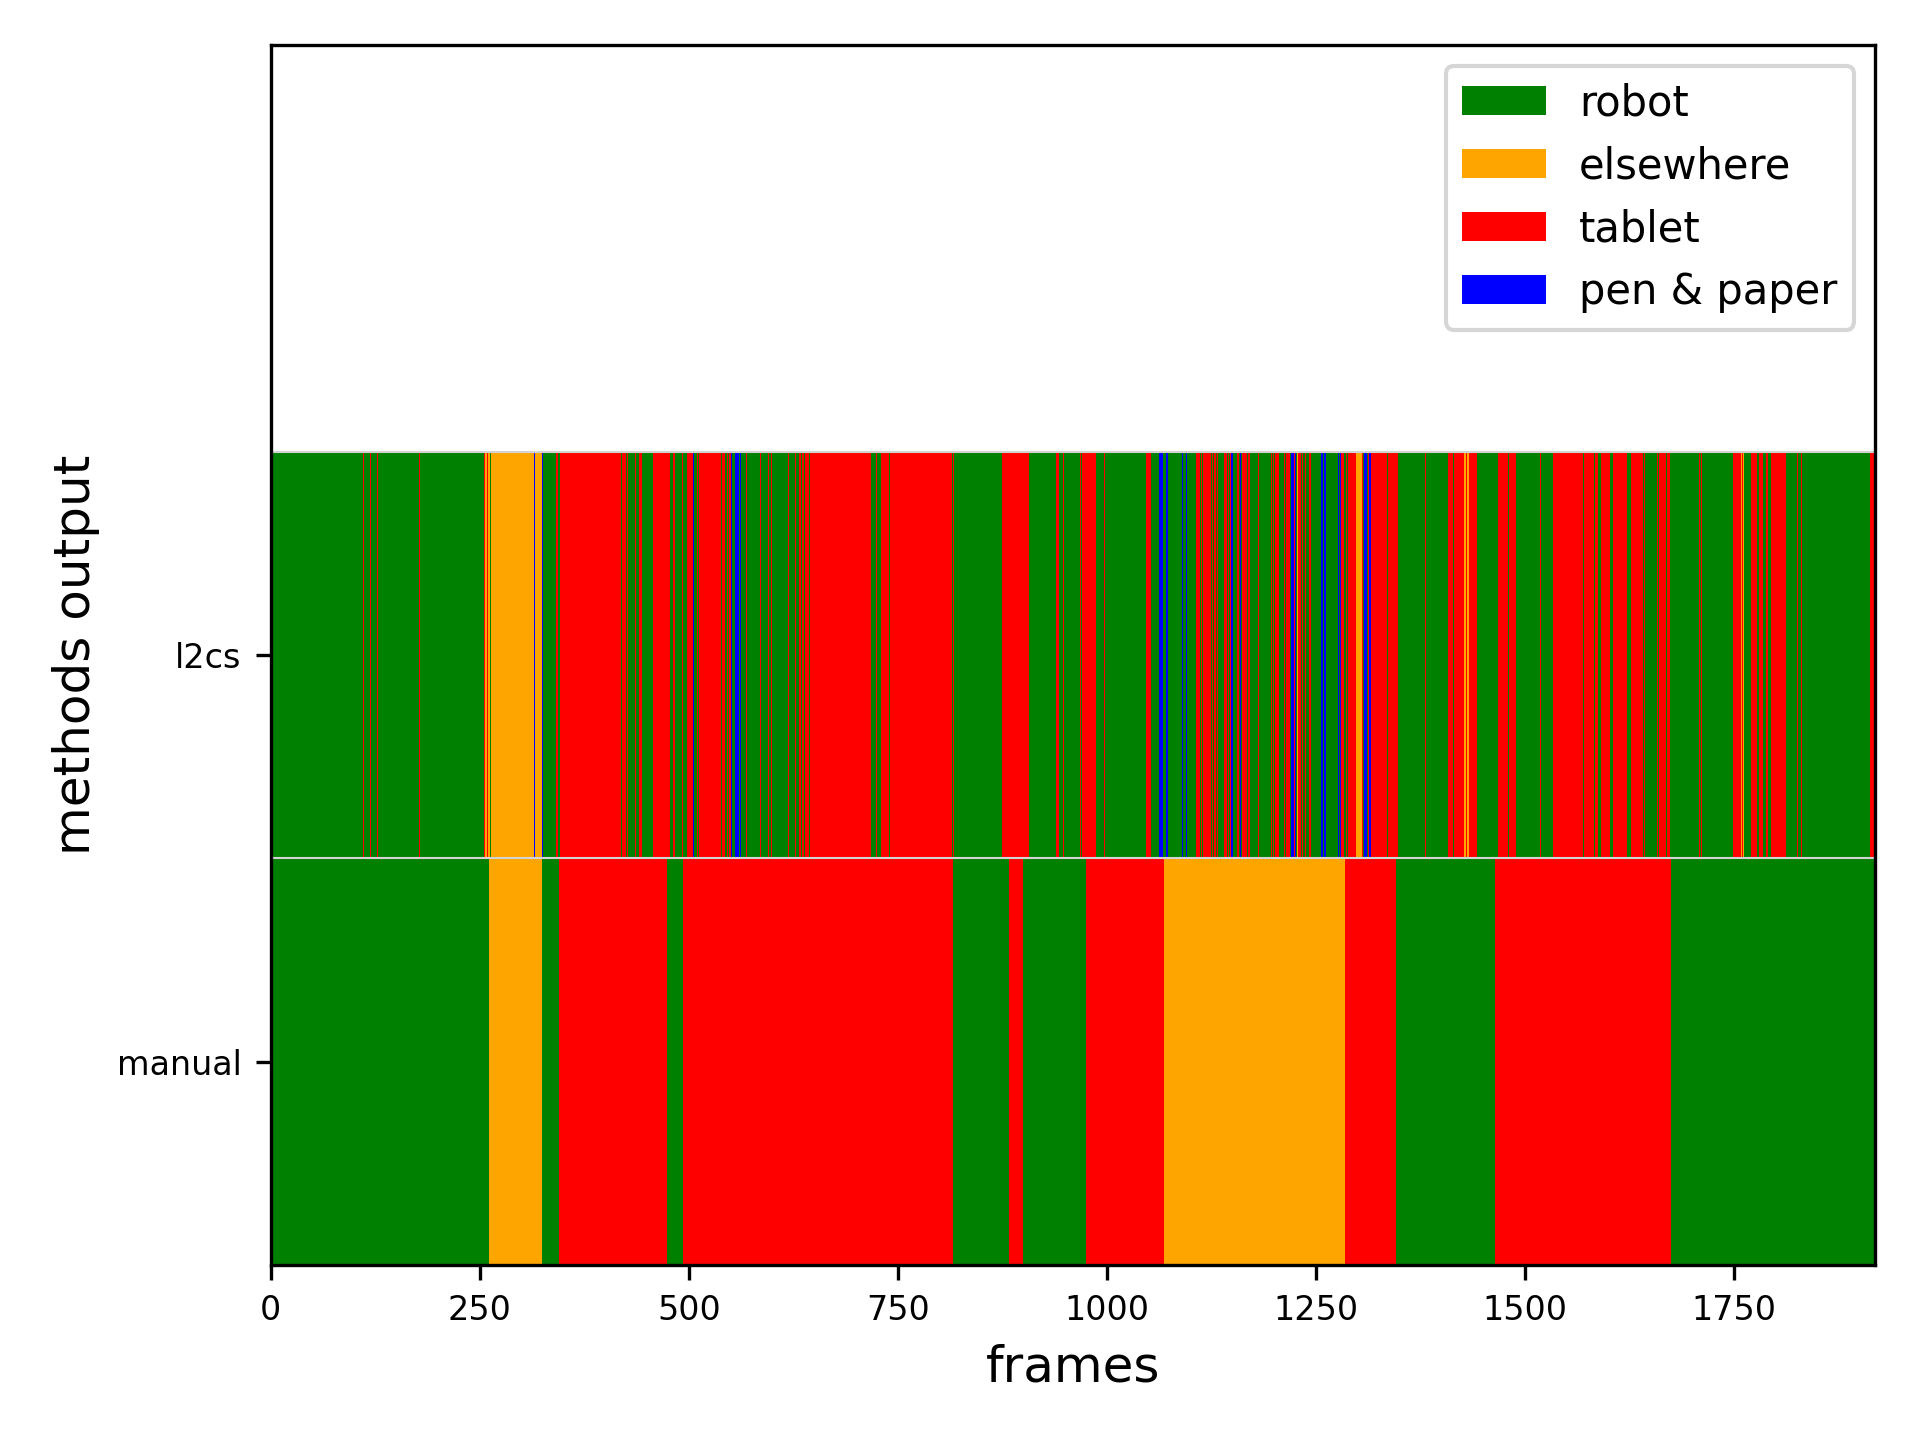 robot
elsewhere
tablet
pen & paper
methods output
l2cs
manual
0 250 500 750 1000 1250 1500 1750
frames